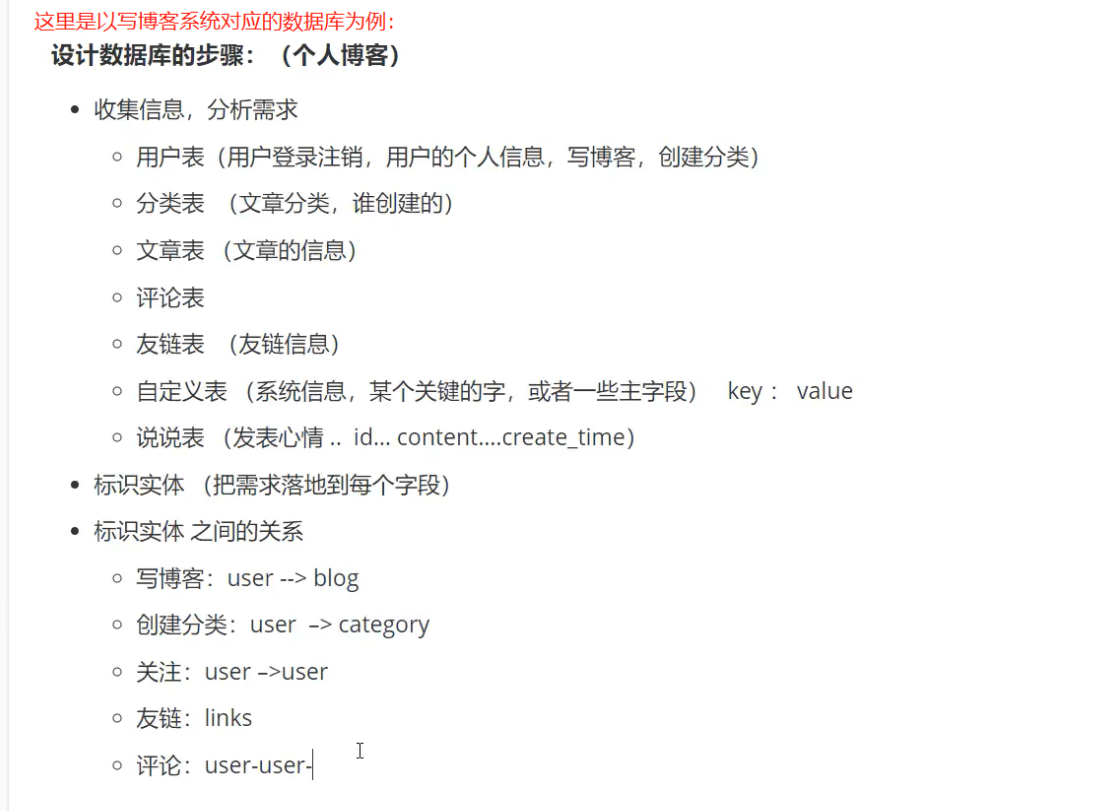 这里是以写博客系统对应的数据库为例：
设计数据库的步骤：（个人博客）
收集信息，分析需求
用户表（用户登录注销，用户的个人信息，写博客，创建分类）
分类表 （文章分类，谁创建的）
文章表 （文章的信息）
评论表
友链表 （友链信息）
自定义表 （系统信息，某个关键的字，或者一些主字段） key ： value
说说表 （发表心情 .. id... content....create_time）
标识实体 （把需求落地到每个字段）
标识实体 之间的关系
写博客：user --> blog
创建分类：user –> category
关注：user –>user
友链：links
评论：user-user-